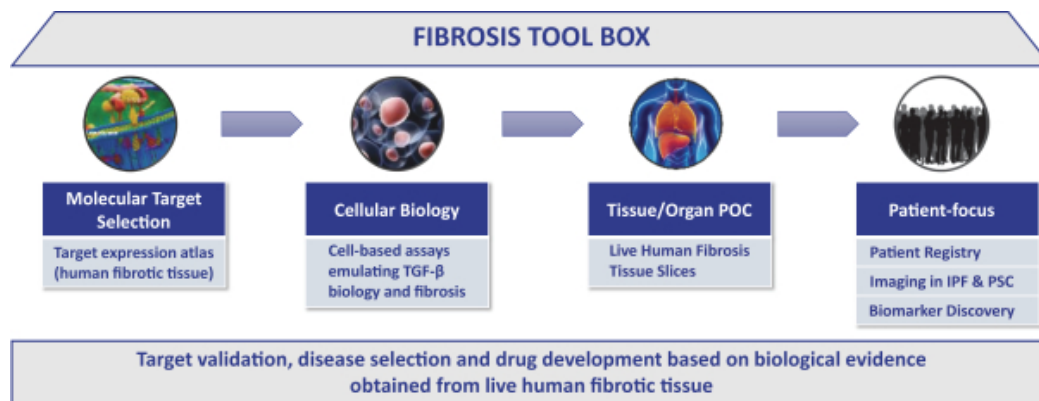 FIBROSIS TOOL BOX
Molecular Target
Selection
Target expression atlas
(human fibrotic tissue)
Cellular Biology
Cell-based assays
emulating TGF-β
biology and fibrosis
Tissue/Organ POC
Live Human Fibrosis
Tissue Slices
Patient-focus
Patient Registry
Imaging in IPF & PSC
Biomarker Discovery
Target validation, disease selection and drug development based on biological evidence
obtained from live human fibrotic tissue